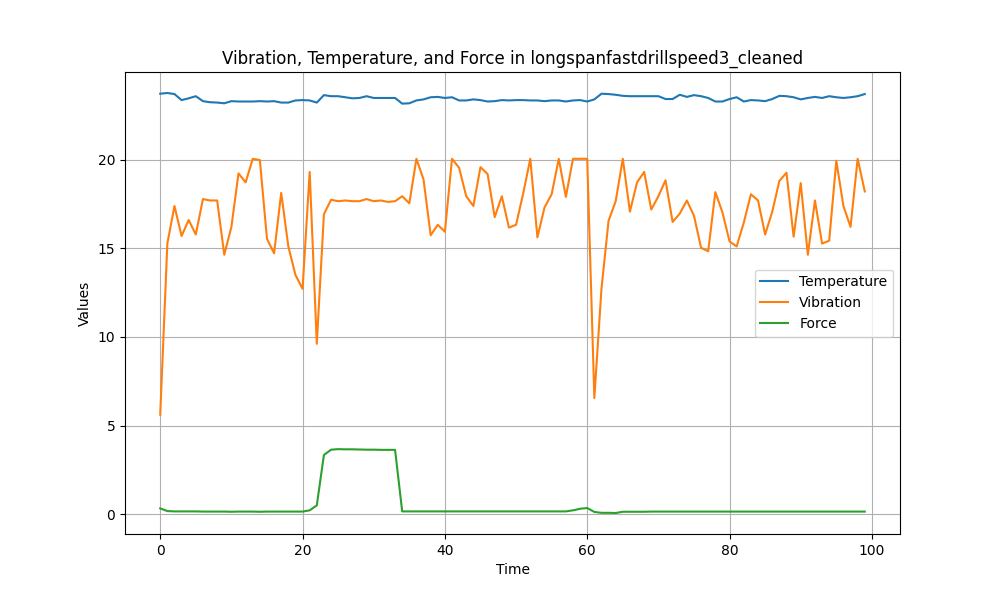 Vibration, Temperature, and Force in longspanfastdrillspeed3_cleaned
Values
20
15
10
5
0
Temperature
Vibration
Force
0 20 40 60 80 100
Time